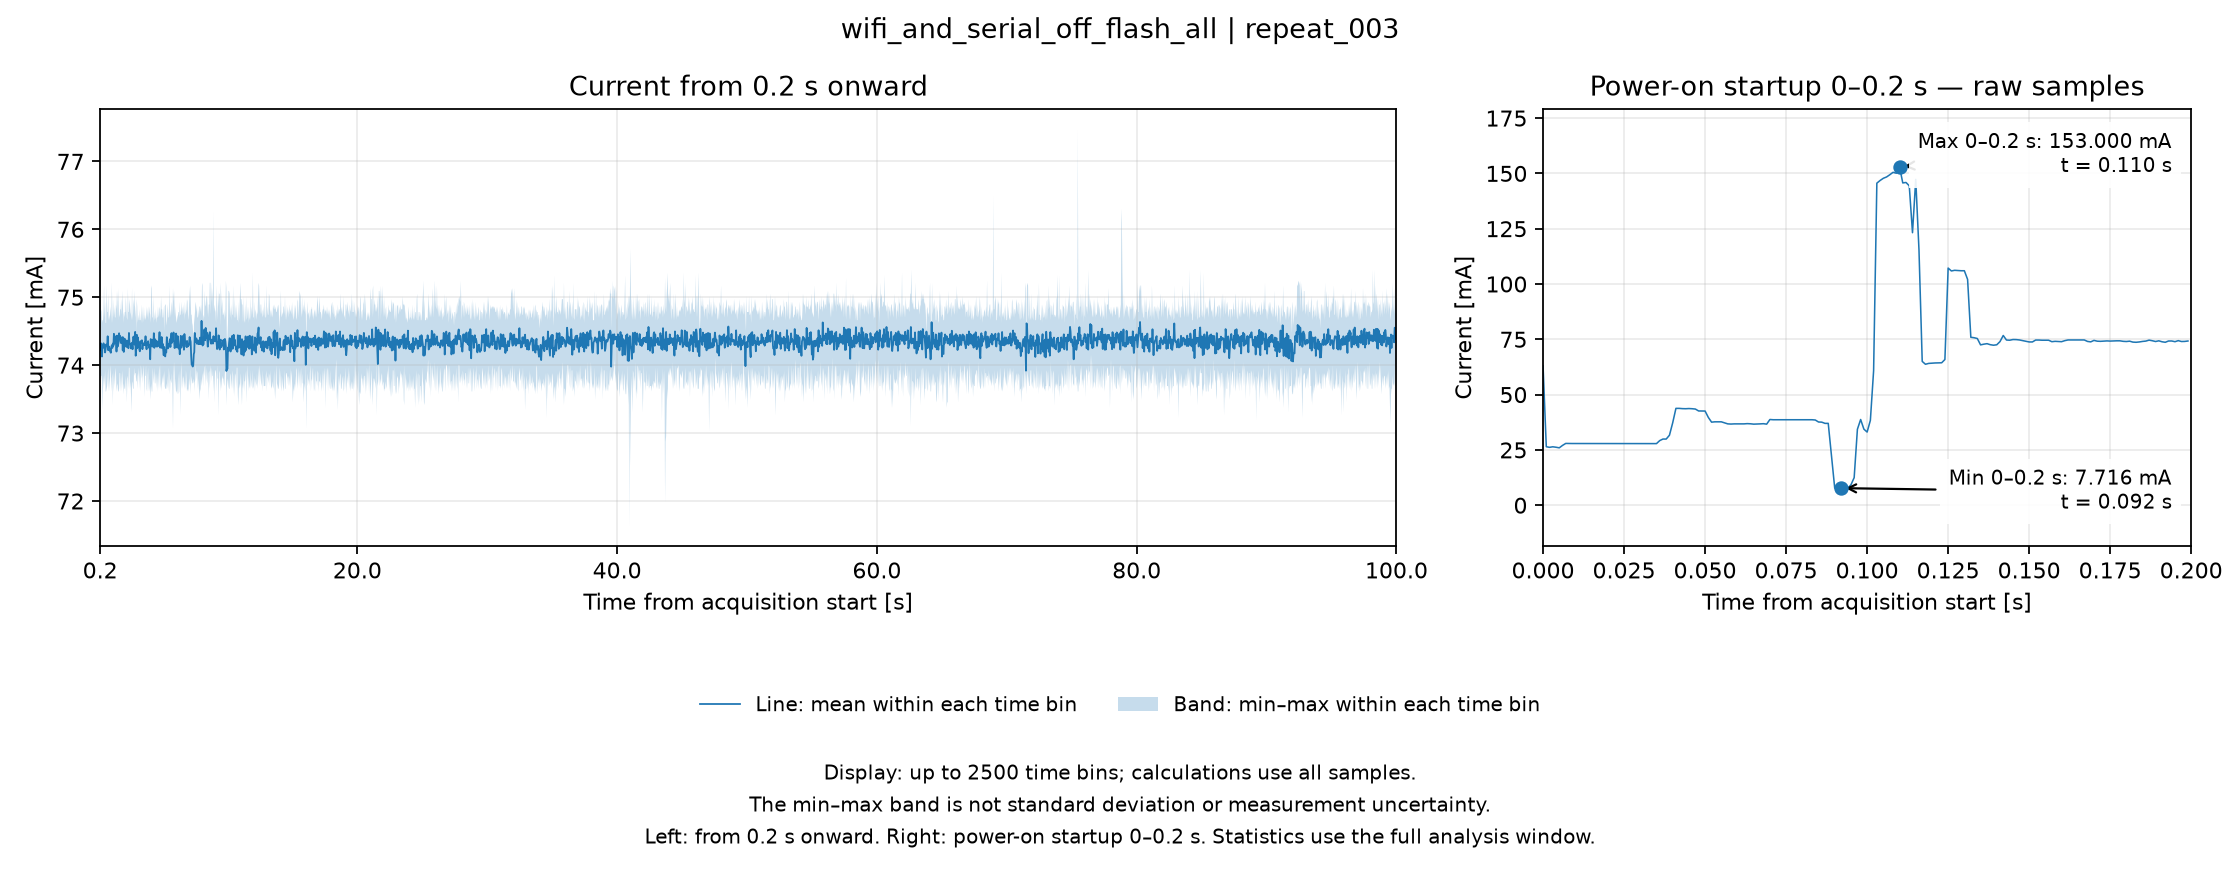 wifi_and_serial_off_flash_all | repeat_003
Current from 0.2 s onward
77
76
75
74
73
72
Current [mA]
0.2
20.0
40.0
60.0
80.0
100.0
Time from acquisition start [s]
Power-on startup 0–0.2 s — raw samples
175
150
125
100
75
50
25
0
Current [mA]
Max 0–0.2 s: 153.000 mA
t = 0.110 s
Min 0–0.2 s: 7.716 mA
t = 0.092 s
0.000
0.025
0.050
0.075
0.100
0.125
0.150
0.175
0.200
Time from acquisition start [s]
Line: mean within each time bin
Band: min–max within each time bin
Display: up to 2500 time bins; calculations use all samples.
The min–max band is not standard deviation or measurement uncertainty.
Left: from 0.2 s onward. Right: power-on startup 0–0.2 s. Statistics use the full analysis window.